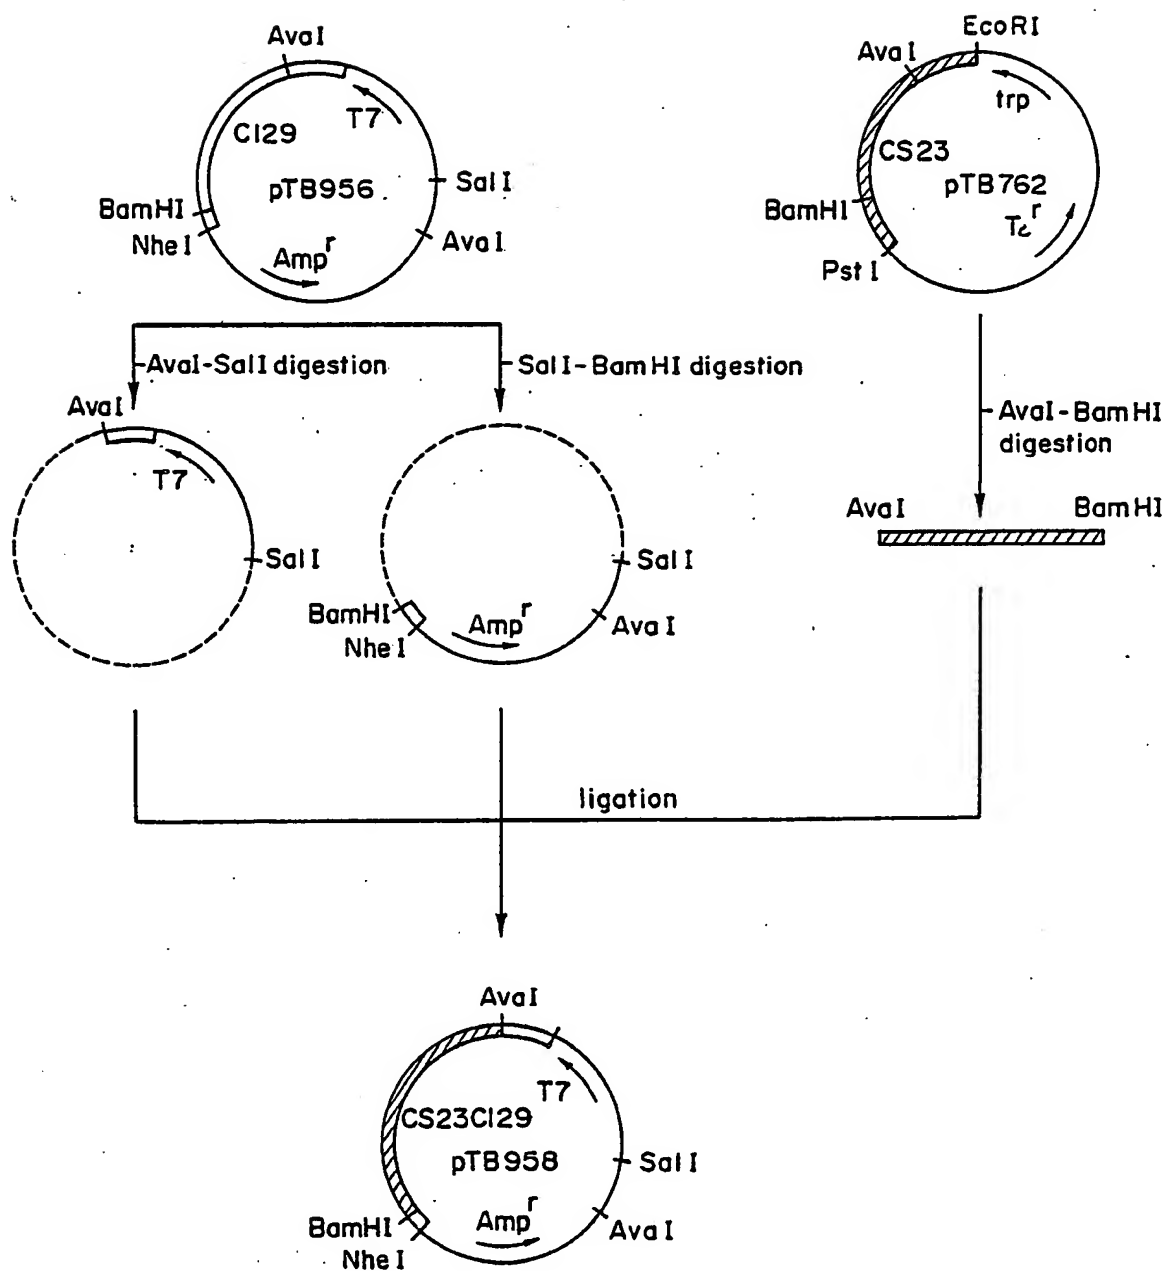 AvaI
T7
C129
pTB956
SalI
BamHI
NheI
AvaI
Amp r
EcoRI
AvaI
trp
CS23
pTB762
BamHI
Tc r
PstI
AvaI-SalI digestion
SalI-BamHI digestion
AvaI-BamHI
digestion
AvaI
T7
SalI
SalI
BamHI
NheI
Amp r
AvaI
AvaI
BamHI
ligation
AvaI
T7
CS23C129
pTB958
SalI
BamHI
NheI
Amp r
AvaI